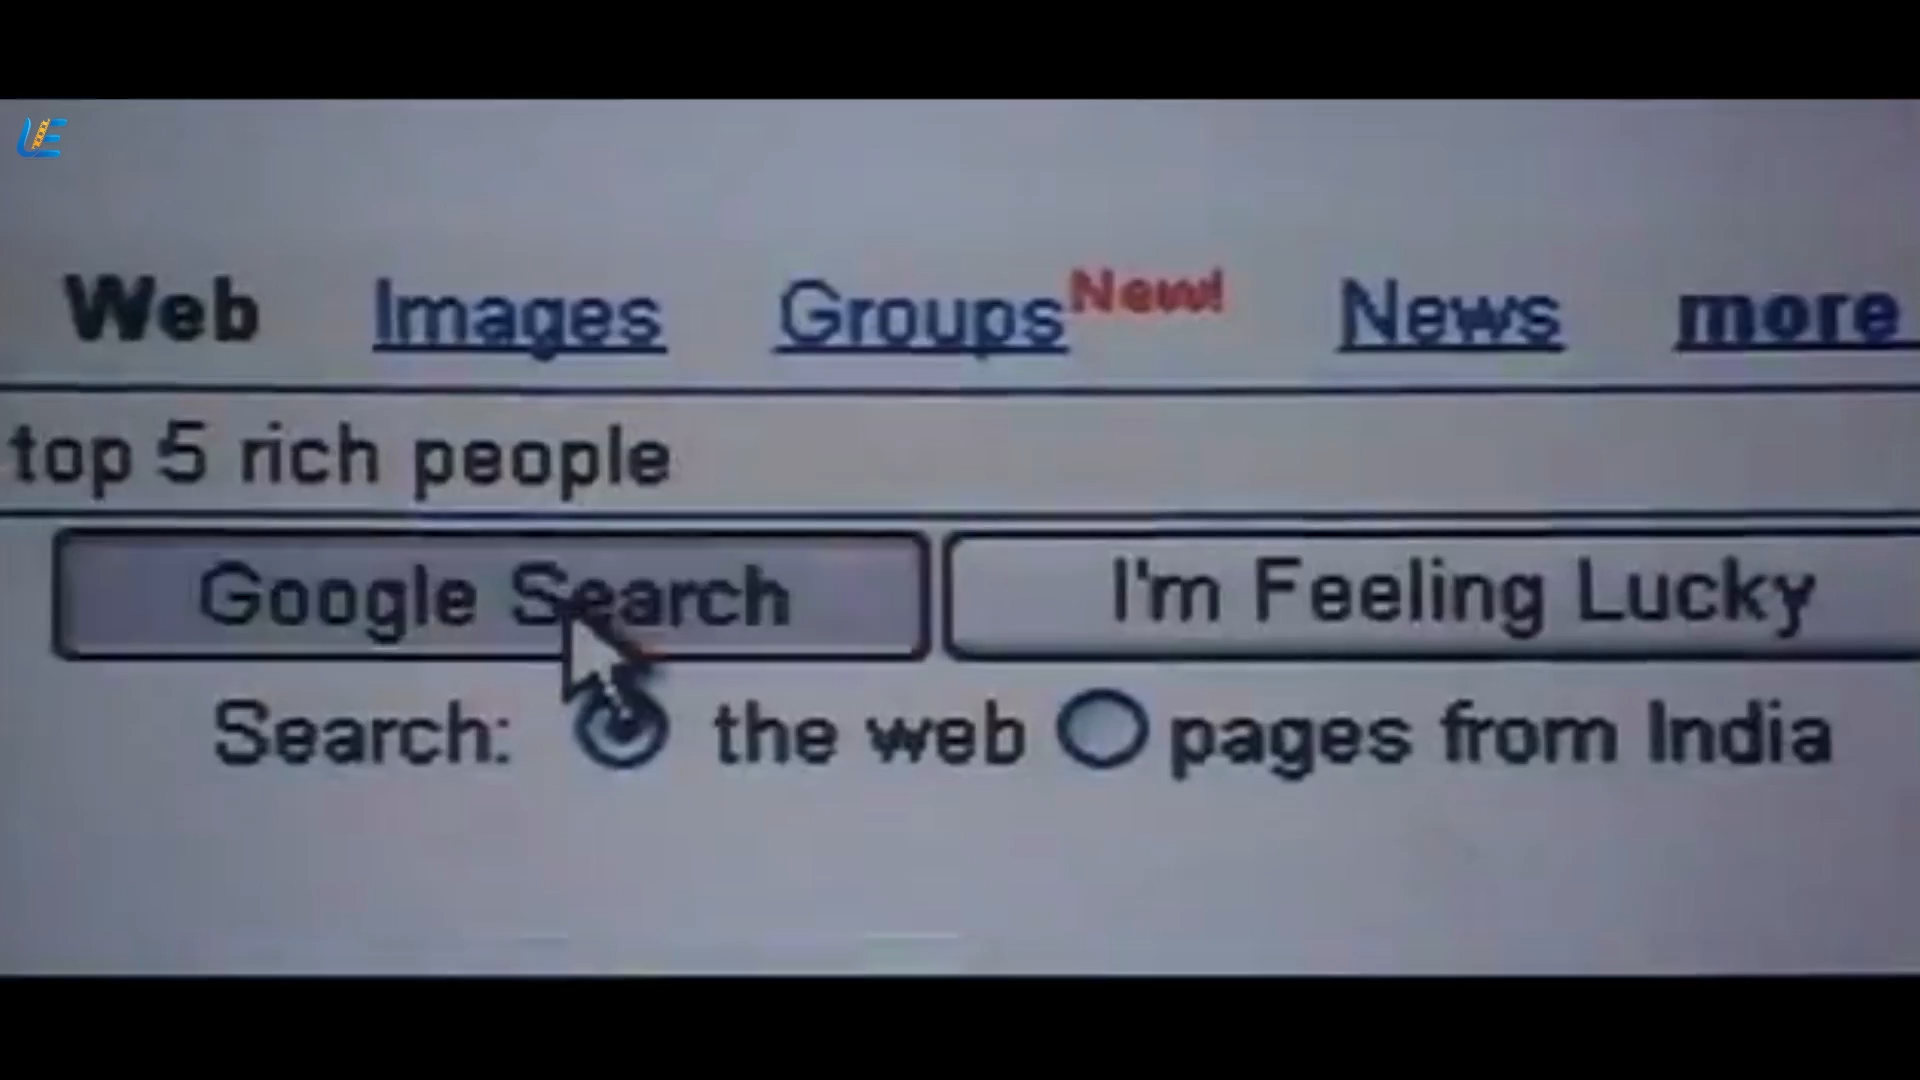 UE
Web Images Groups New! News more
top 5 rich people
Google Search I'm Feeling Lucky
Search: the web pages from India